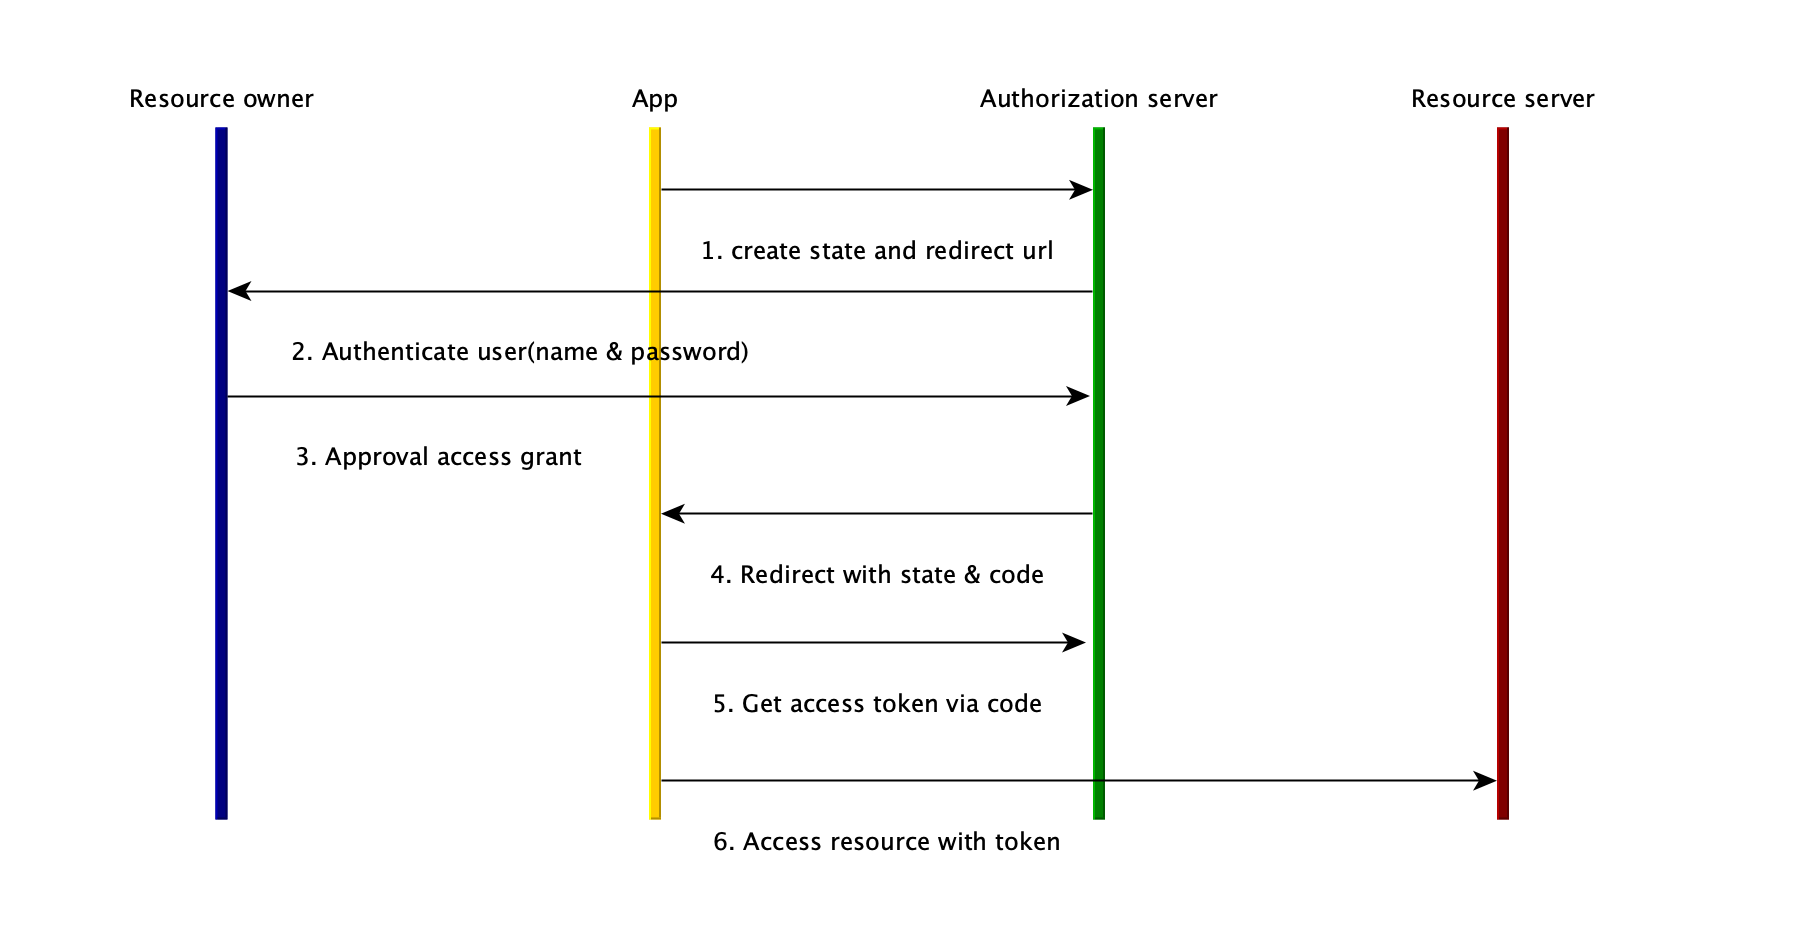 Resource owner
App
Authorization server
Resource server
1. create state and redirect url
2. Authenticate user(name & password)
3. Approval access grant
4. Redirect with state & code
5. Get access token via code
6. Access resource with token